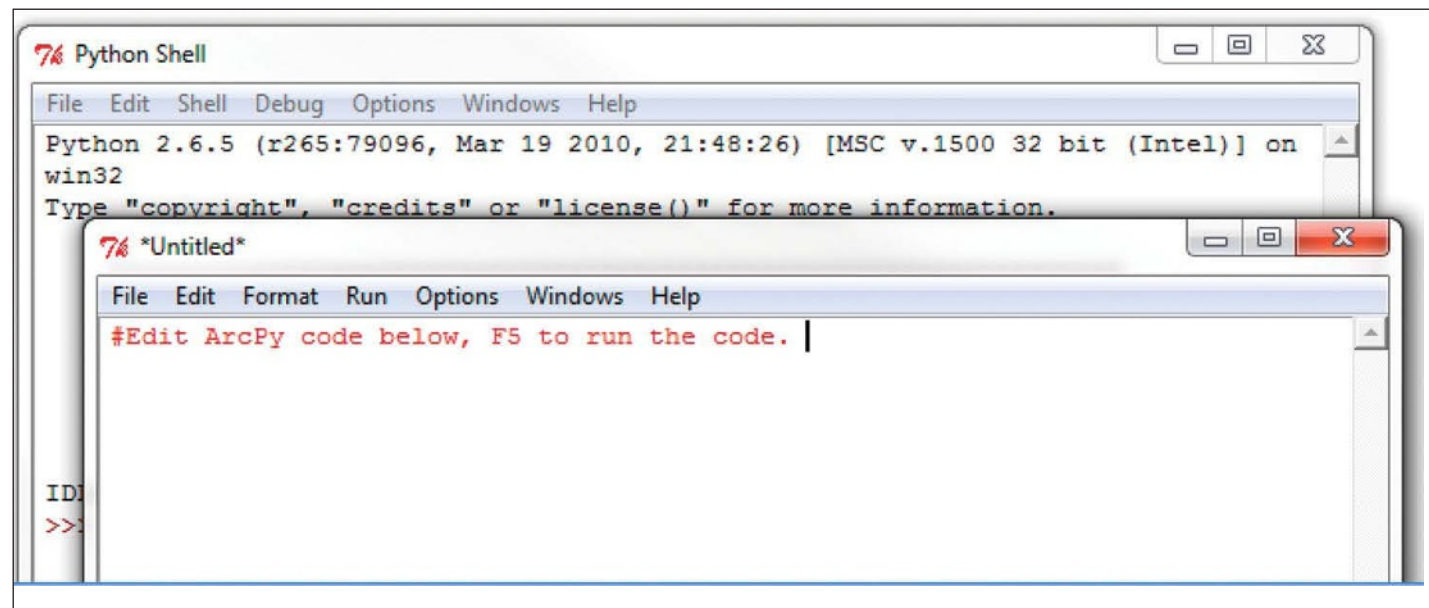 Python Shell
File Edit Shell Debug Options Windows Help
Python 2.6.5 (r265:79096, Mar 19 2010, 21:48:26) [MSC v.1500 32 bit (Intel)] on
win32
Type "copyright", "credits" or "license()" for more information.
*Untitled*
File Edit Format Run Options Windows Help
#Edit ArcPy code below, F5 to run the code.
>>